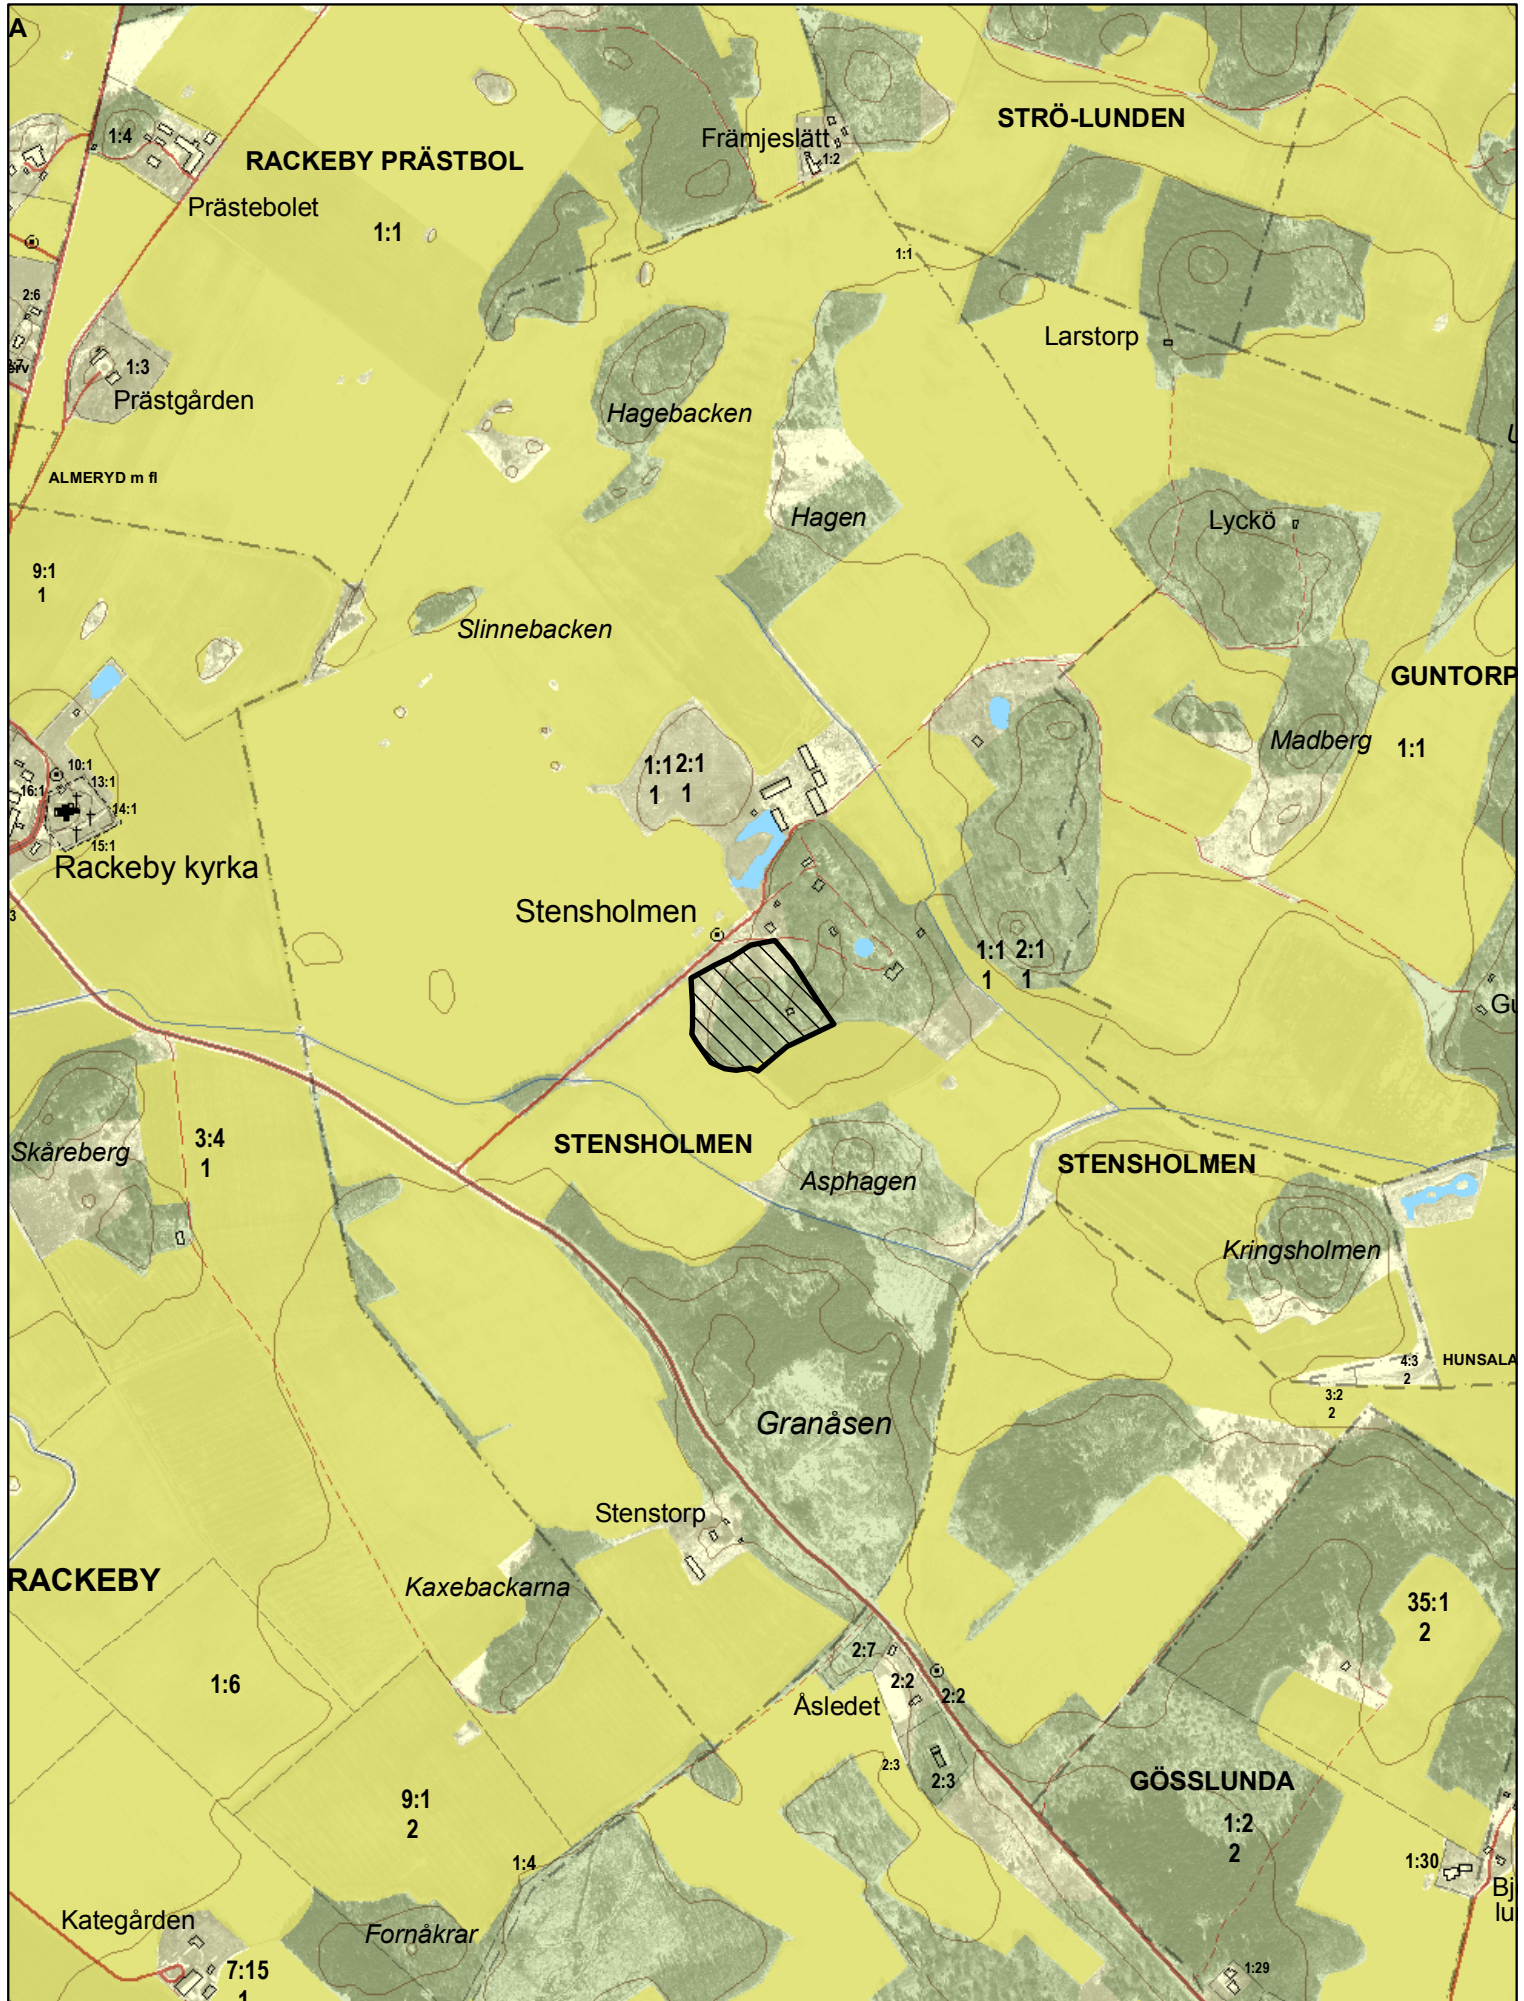 A
STRÖ-LUNDEN
1:4
Främjeslätt
1:2
RACKEBY PRÄSTBOL
Prästebolet
1:1
1:1
2:6
Larstorp
1:3
Prästgården
Hagebacken
ALMERYD m fl
Hagen
Lyckö
9:1
1
Slinnebacken
GUNTORP
Madberg
1:1
1:1 2:1
1 1
10:1
13:1
16:1
14:1
15:1
Rackeby kyrka
Stensholmen
3
1:1 2:1
1 1
Gu
3:4
1
Skåreberg
STENSHOLMEN
STENSHOLMEN
Asphagen
Kringsholmen
4:3
2
HUNSALA
3:2
2
Granåsen
Stenstorp
RACKEBY
Kaxebackarna
35:1
2
1:6
2:7
2:2
2:2
Åsledet
2:3
2:3
GÖSSLUNDA
9:1
2
1:2
2
1:4
1:30
Bj
lu
Kategården
Fornåkrar
7:15
1
1:29